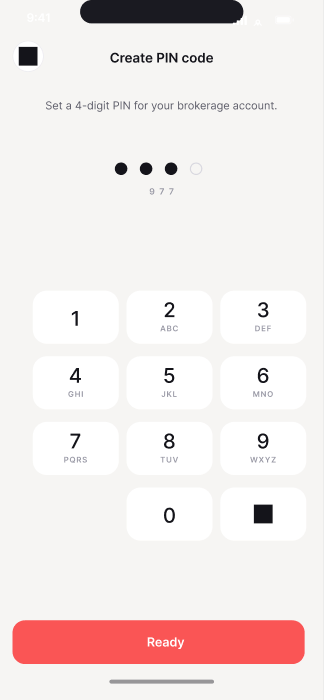 9:41
Create PIN code
Set a 4-digit PIN for your brokerage account.
9 7 7
1
2
ABC
3
DEF
4
GHI
5
JKL
6
MNO
7
PQRS
8
TUV
9
WXYZ
0
Ready